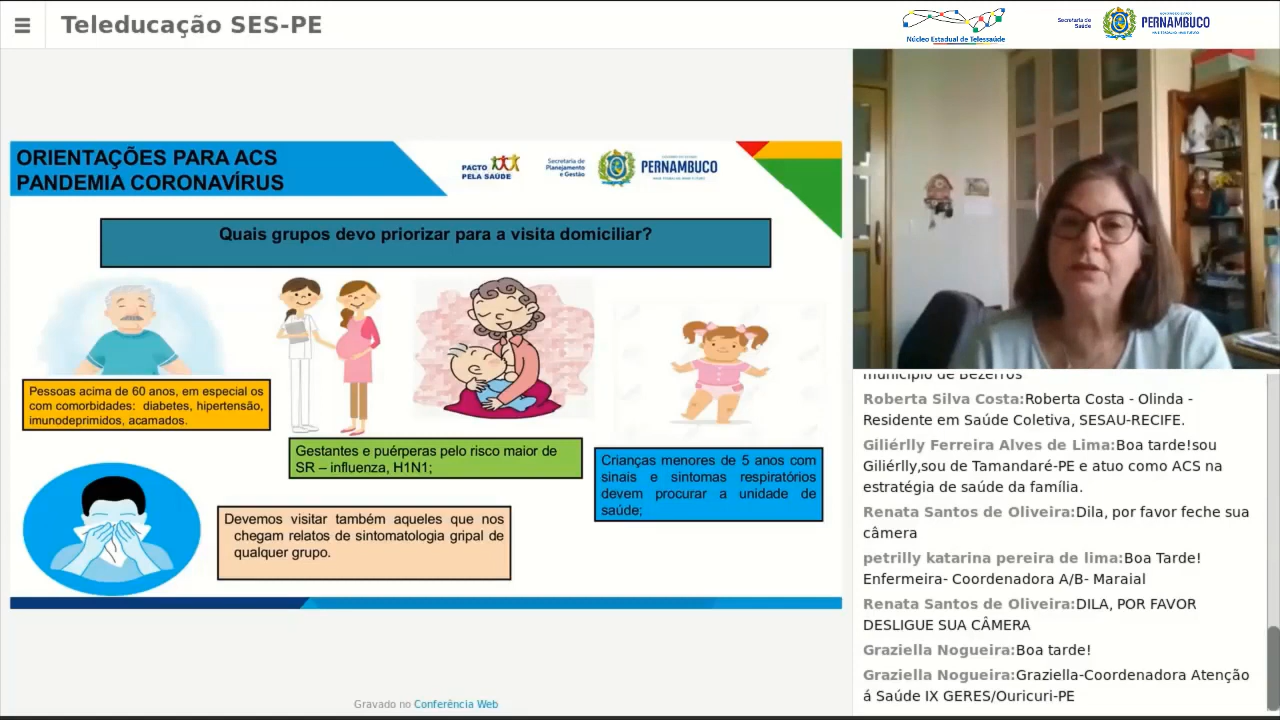 Teleducação SES-PE
Núcleo Estadual de Telessaúde
Secretaria de
Saúde
PERNAMBUCO
ORIENTAÇÕES PARA ACS
PANDEMIA CORONAVÍRUS
PACTO
PELA SAÚDE
Secretaria de
Planejamento
e Gestão
PERNAMBUCO
Quais grupos devo priorizar para a visita domiciliar?
Pessoas acima de 60 anos, em especial os
com comorbidades: diabetes, hipertensão,
imunodeprimidos, acamados.
Gestantes e puérperas pelo risco maior de
SR – influenza, H1N1;
Crianças menores de 5 anos com
sinais e sintomas respiratórios
devem procurar a unidade de
saúde;
Devemos visitar também aqueles que nos
chegam relatos de sintomatologia gripal de
qualquer grupo.
Gravado no Conferência Web
município de Bezerros
Roberta Silva Costa:Roberta Costa - Olinda -
Residente em Saúde Coletiva, SESAU-RECIFE.
Giliérlly Ferreira Alves de Lima:Boa tarde!sou
Giliérlly,sou de Tamandaré-PE e atuo como ACS na
estratégia de saúde da família.
Renata Santos de Oliveira:Dila, por favor feche sua
câmera
petrilly katarina pereira de lima:Boa Tarde!
Enfermeira- Coordenadora A/B- Maraial
Renata Santos de Oliveira:DILA, POR FAVOR
DESLIGUE SUA CÂMERA
Graziella Nogueira:Boa tarde!
Graziella Nogueira:Graziella-Coordenadora Atenção
á Saúde IX GERES/Ouricuri-PE